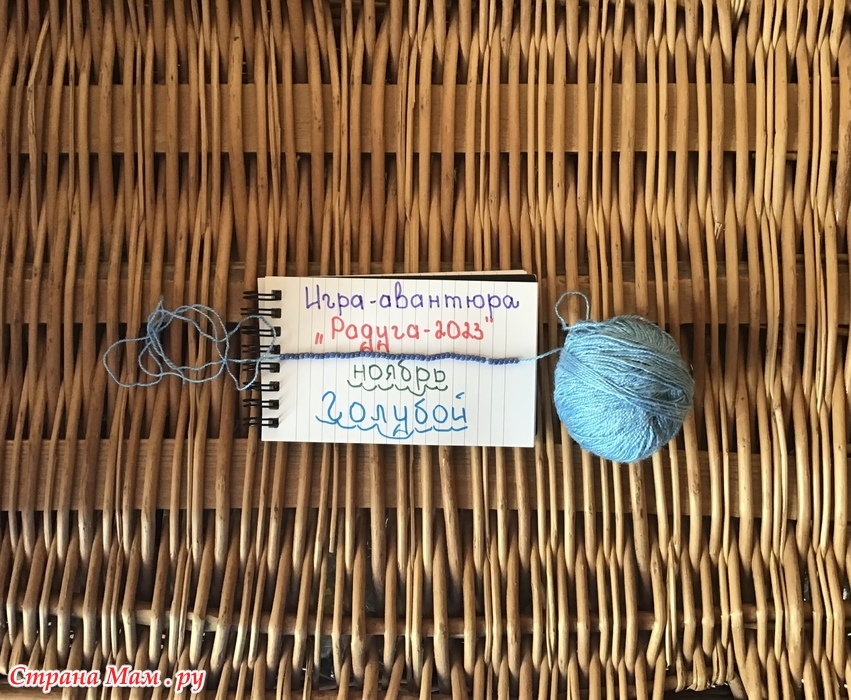 Игра-авантюра
„Радуга-2023"
ноябрь
Голубой
Страна Мам.ру